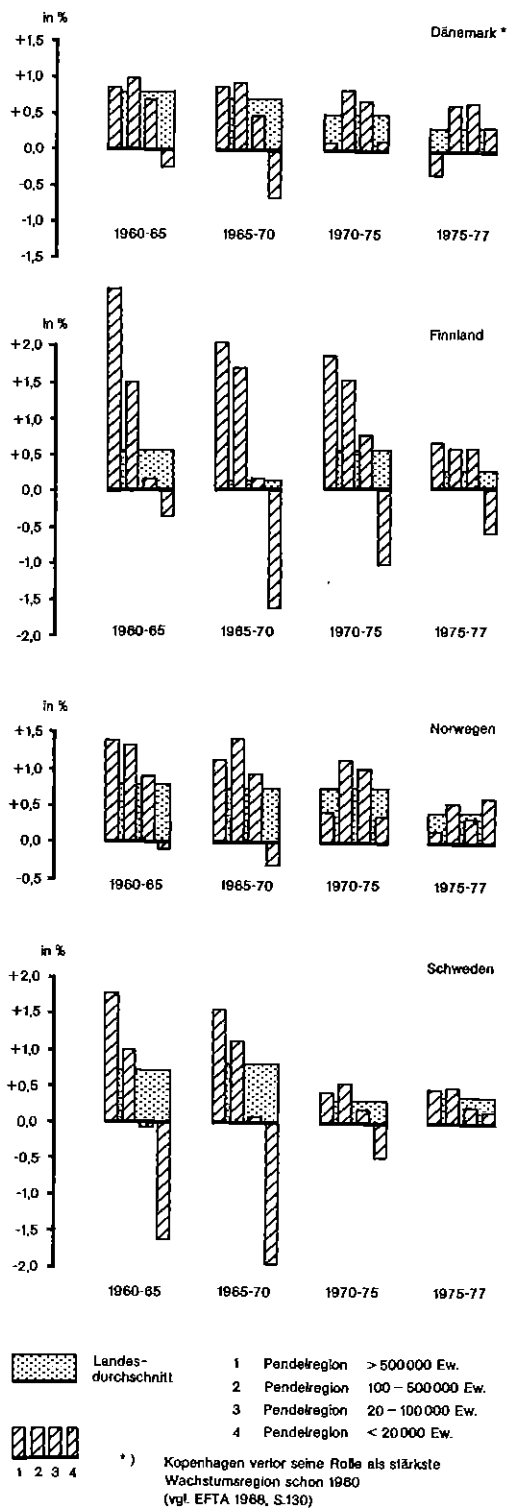 in %
Dänemark *
+1,5
+1,0
+0,5
0,0
-0,5
-1,0
-1,5
1960-65 1965-70 1970-75 1975-77
in %
Finnland
+2,0
+1,5
+1,0
+0,5
0,0
-0,5
-1,0
-1,5
-2,0
1960-65 1965-70 1970-75 1975-77
in %
Norwegen
+1,5
+1,0
+0,5
0,0
-0,5
1960-65 1965-70 1970-75 1975-77
in %
Schweden
+2,0
+1,5
+1,0
+0,5
0,0
-0,5
-1,0
-1,5
-2,0
1960-65 1965-70 1970-75 1975-77
Landes-
durchschnitt
1 Pendelregion > 500 000 Ew.
2 Pendelregion 100 – 500 000 Ew.
3 Pendelregion 20 – 100 000 Ew.
4 Pendelregion < 20 000 Ew.
1 2 3 4
*) Kopenhagen verlor seine Rolle als stärkste
Wachstumsregion schon 1960
(vgl. EFTA 1968, S.130)